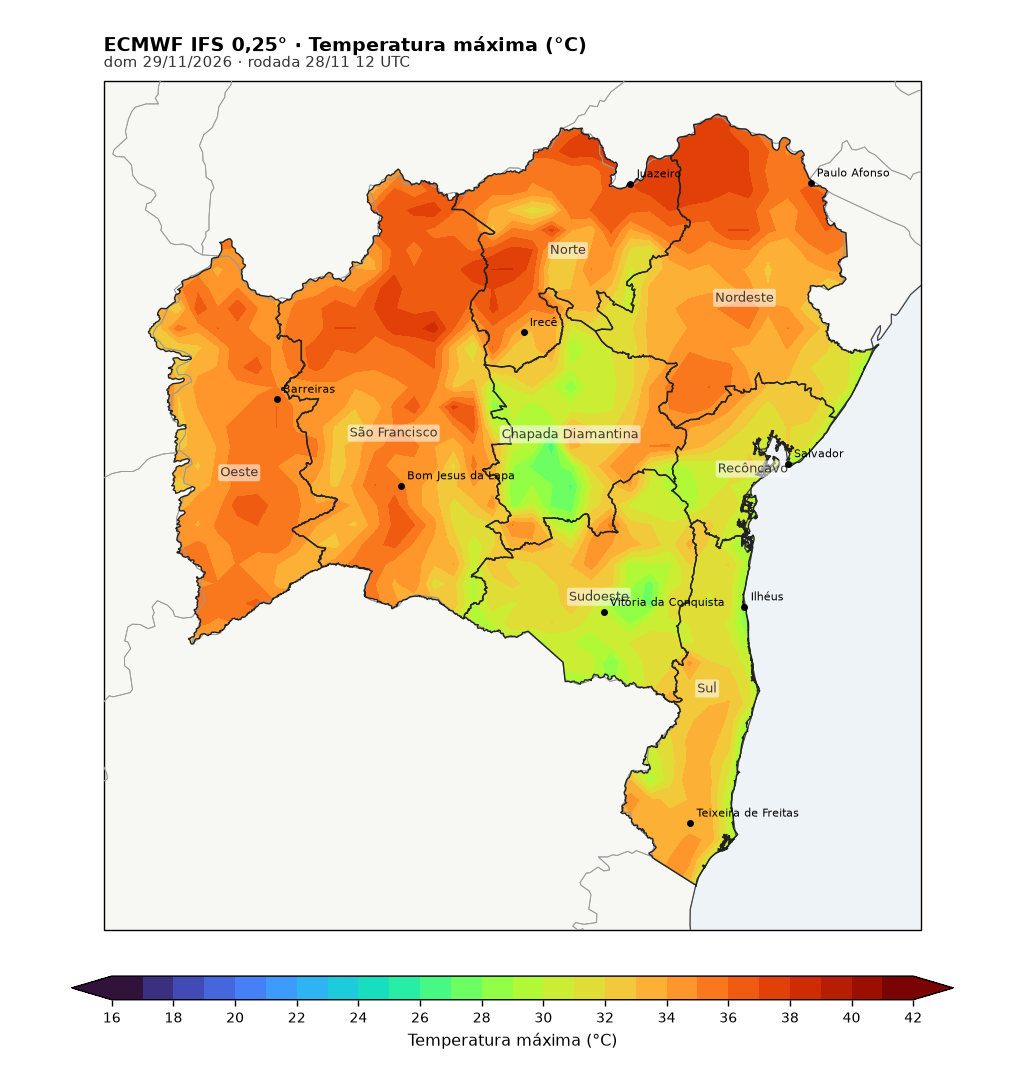 ECMWF IFS 0,25° · Temperatura máxima (°C)
dom 29/11/2026 · rodada 28/11 12 UTC
Juazeiro
Paulo Afonso
Norte
Nordeste
Irecê
Barreiras
São Francisco
Chapada Diamantina
Salvador
Recôncavo
Oeste
Bom Jesus da Lapa
Sudoeste
Vitória da Conquista
Ilhéus
Sul
Teixeira de Freitas
16 18 20 22 24 26 28 30 32 34 36 38 40 42
Temperatura máxima (°C)